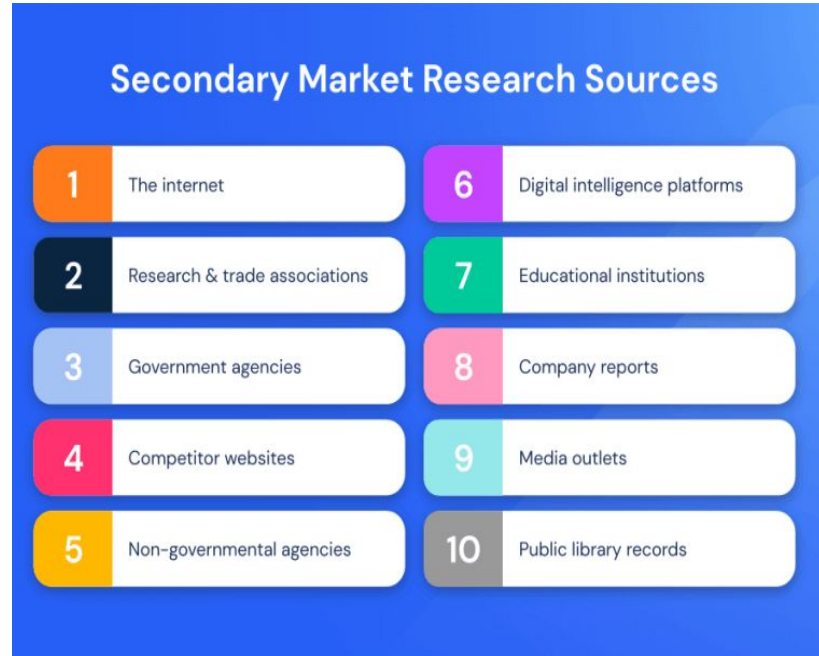 Secondary Market Research Sources
1
The internet
2
Research & trade associations
3
Government agencies
4
Competitor websites
5
Non-governmental agencies
6
Digital intelligence platforms
7
Educational institutions
8
Company reports
9
Media outlets
10
Public library records